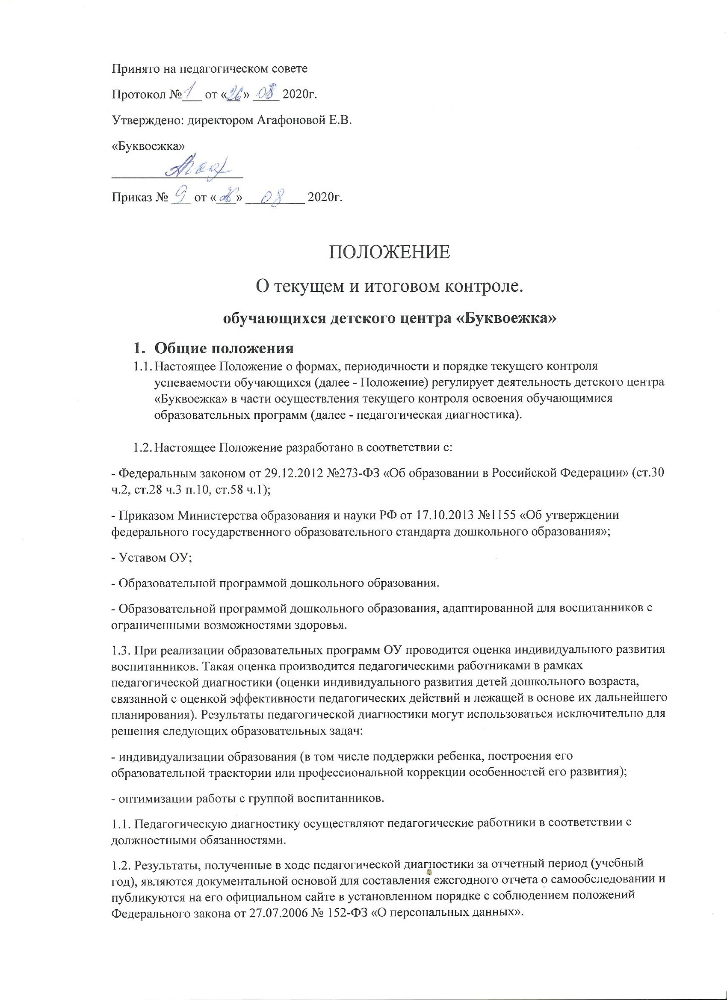 Принято на педагогическом совете
Протокол № 1 от «26» 08 2020г.
Утверждено: директором Агафоновой Е.В.
«Буквоежка»
Приказ № 9 от «» 08 2020г.
ПОЛОЖЕНИЕ
О текущем и итоговом контроле.
обучающихся детского центра «Буквоежка»
1. Общие положения
1.1. Настоящее Положение о формах, периодичности и порядке текущего контроля
успеваемости обучающихся (далее - Положение) регулирует деятельность детского центра
«Буквоежка» в части осуществления текущего контроля освоения обучающимися
образовательных программ (далее - педагогическая диагностика).
1.2. Настоящее Положение разработано в соответствии с:
- Федеральным законом от 29.12.2012 №273-ФЗ «Об образовании в Российской Федерации» (ст.30
ч.2, ст.28 ч.3 п.10, ст.58 ч.1);
- Приказом Министерства образования и науки РФ от 17.10.2013 №1155 «Об утверждении
федерального государственного образовательного стандарта дошкольного образования»;
- Уставом ОУ;
- Образовательной программой дошкольного образования.
- Образовательной программой дошкольного образования, адаптированной для воспитанников с
ограниченными возможностями здоровья.
1.3. При реализации образовательных программ ОУ проводится оценка индивидуального развития
воспитанников. Такая оценка производится педагогическими работниками в рамках
педагогической диагностики (оценки индивидуального развития детей дошкольного возраста,
связанной с оценкой эффективности педагогических действий и лежащей в основе их дальнейшего
планирования). Результаты педагогической диагностики могут использоваться исключительно для
решения следующих образовательных задач:
- индивидуализации образования (в том числе поддержки ребенка, построения его
образовательной траектории или профессиональной коррекции особенностей его развития);
- оптимизации работы с группой воспитанников.
1.1. Педагогическую диагностику осуществляют педагогические работники в соответствии с
должностными обязанностями.
1.2. Результаты, полученные в ходе педагогической диагностики за отчетный период (учебный
год), являются документальной основой для составления ежегодного отчета о самообследовании и
публикуются на его официальном сайте в установленном порядке с соблюдением положений
Федерального закона от 27.07.2006 № 152-ФЗ «О персональных данных».